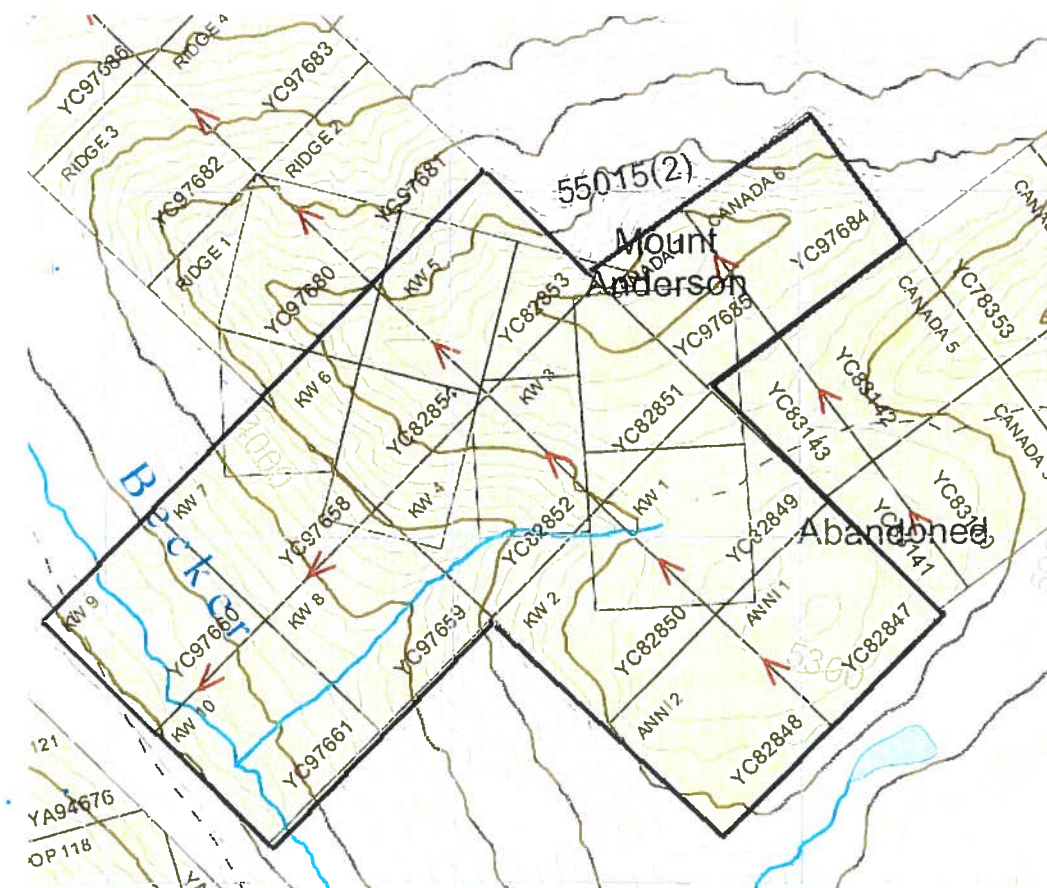 RIDGE 4
YC97586
YC97683
RIDGE 3
RIDGE 2
YC97682
YC97681
55015(2)
CANADA 6
RIDGE 1
YC97680
KW 5
Mount
Anderson
YC97684
CANADA 5
YC78353
YC82853
YC97685
KW 6
KW 3
YC82851
YC83142
YC83143
4000
Beck Cr
KW 7
YC97658
KW 4
YC82852
KW 1
YC82849
Abandoned
KW 9
YC97660
KW 8
YC97659
KW 2
YC82850
ANNI 1
YC82847
5300
KW 10
YC97661
ANNI 2
YC82848
121
YA94676
OP 118